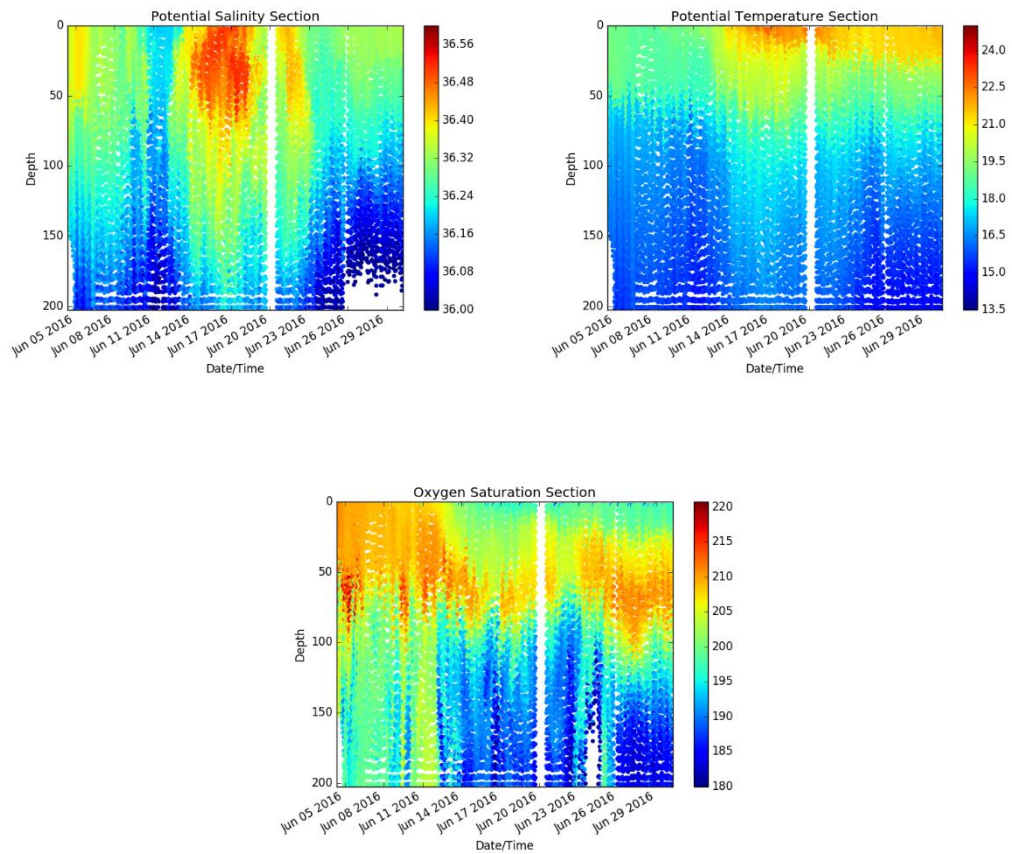 Potential Salinity Section
0
50
100
150
200
Depth
Jun 05 2016
Jun 08 2016
Jun 11 2016
Jun 14 2016
Jun 17 2016
Jun 20 2016
Jun 23 2016
Jun 26 2016
Jun 29 2016
Date/Time
36.56
36.48
36.40
36.32
36.24
36.16
36.08
36.00
Potential Temperature Section
0
50
100
150
200
Depth
Jun 05 2016
Jun 08 2016
Jun 11 2016
Jun 14 2016
Jun 17 2016
Jun 20 2016
Jun 23 2016
Jun 26 2016
Jun 29 2016
Date/Time
24.0
22.5
21.0
19.5
18.0
16.5
15.0
13.5
Oxygen Saturation Section
0
50
100
150
200
Depth
Jun 05 2016
Jun 08 2016
Jun 11 2016
Jun 14 2016
Jun 17 2016
Jun 20 2016
Jun 23 2016
Jun 26 2016
Jun 29 2016
Date/Time
220
215
210
205
200
195
190
185
180